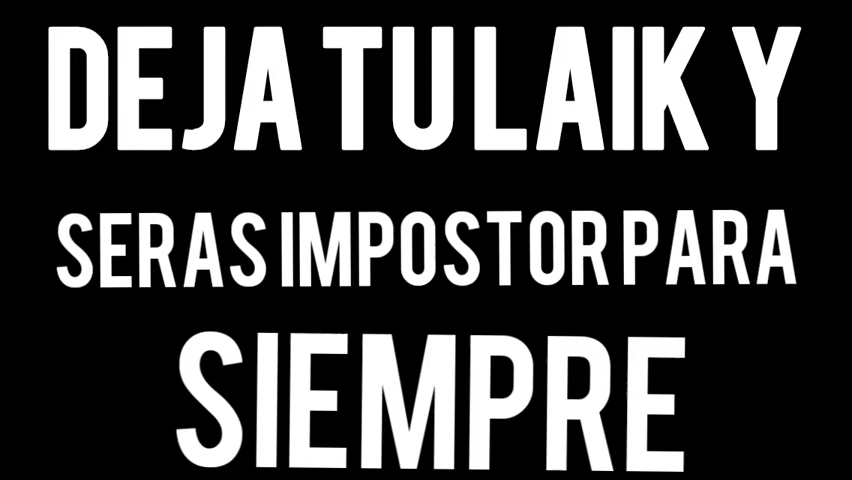 DEJA TU LAIK Y
SERAS IMPOSTOR PARA
SIEMPRE